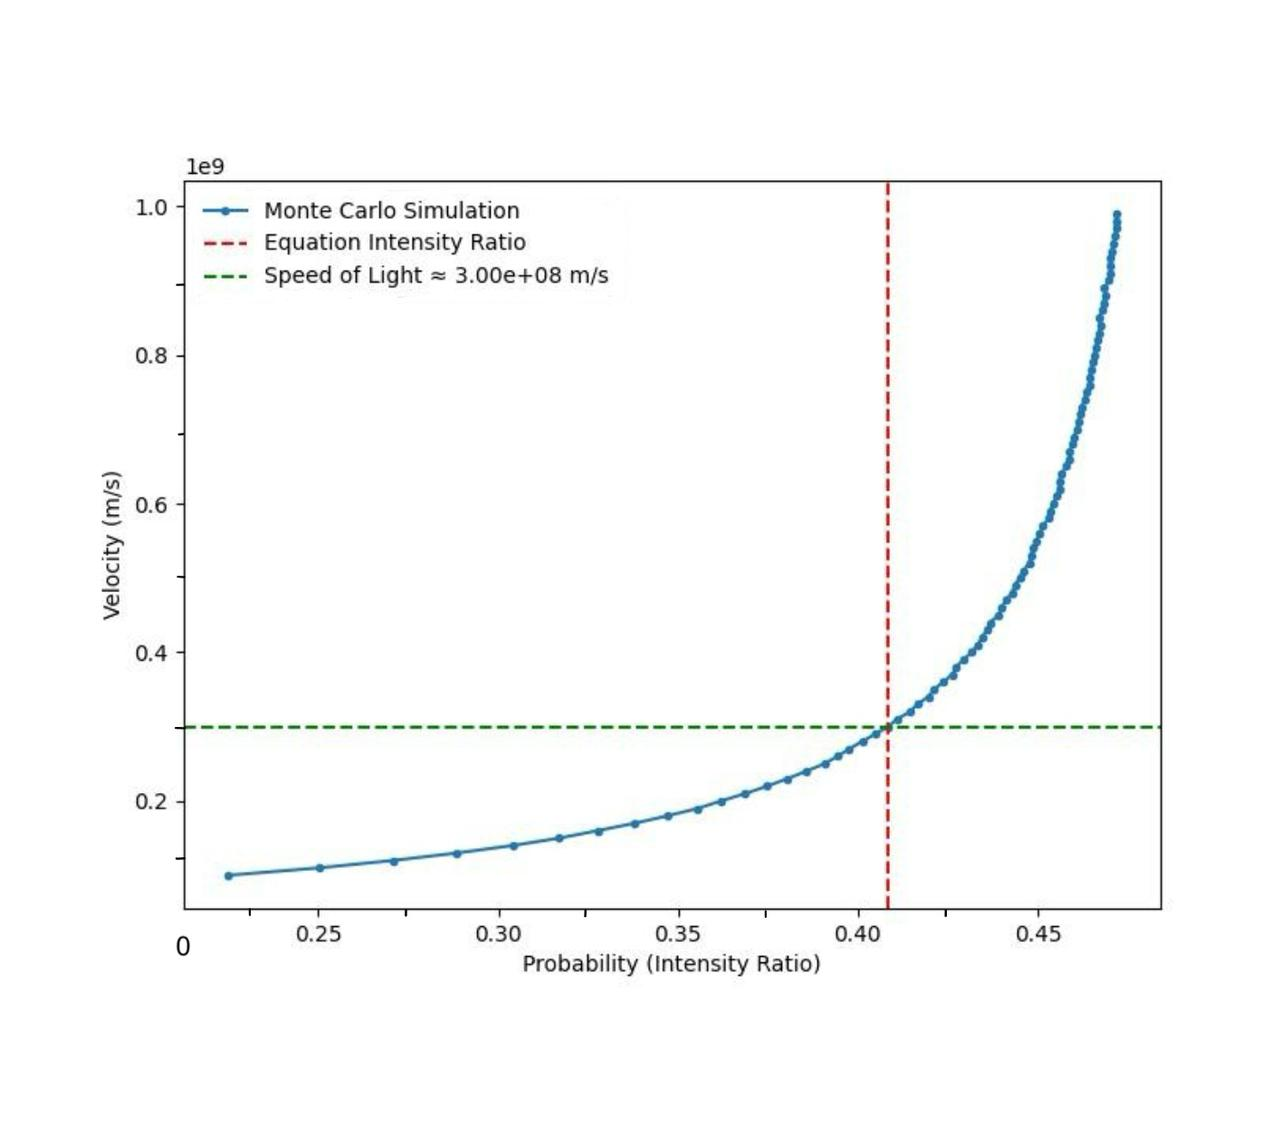 1e9
1.0
Monte Carlo Simulation
Equation Intensity Ratio
Speed of Light ≈ 3.00e+08 m/s
0.8
0.6
Velocity (m/s)
0.4
0.2
0
0.25 0.30 0.35 0.40 0.45
Probability (Intensity Ratio)